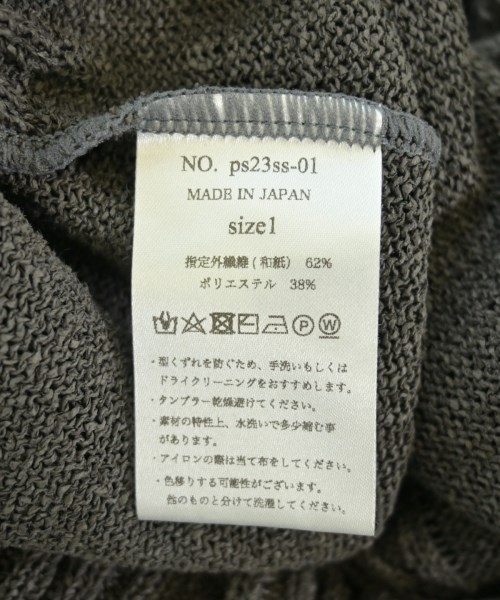 NO. ps23ss-01
MADE IN JAPAN
size1
指定外繊維(和紙) 62%
ポリエステル 38%
P W
・型くずれを防ぐため、手洗いもしくは
ドライクリーニングをおすすめします。
・タンブラー乾燥避けてください。
・素材の特性上、水洗いで多少縮む事
があります。
・アイロンの際は当て布をしてください。
・色移りする可能性がございます。
他のものと分けて洗濯してください。